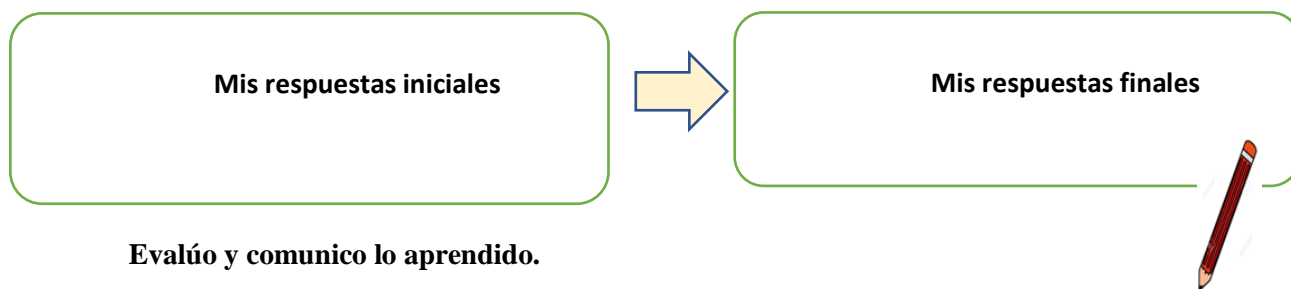 Mis respuestas iniciales
Mis respuestas finales
Evalúo y comunico lo aprendido.